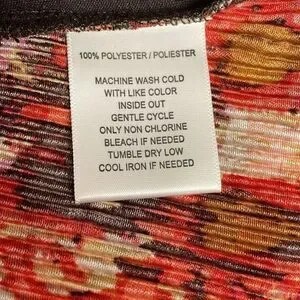 100% POLYESTER / POLIESTER
MACHINE WASH COLD
WITH LIKE COLOR
INSIDE OUT
GENTLE CYCLE
ONLY NON CHLORINE
BLEACH IF NEEDED
TUMBLE DRY LOW
COOL IRON IF NEEDED